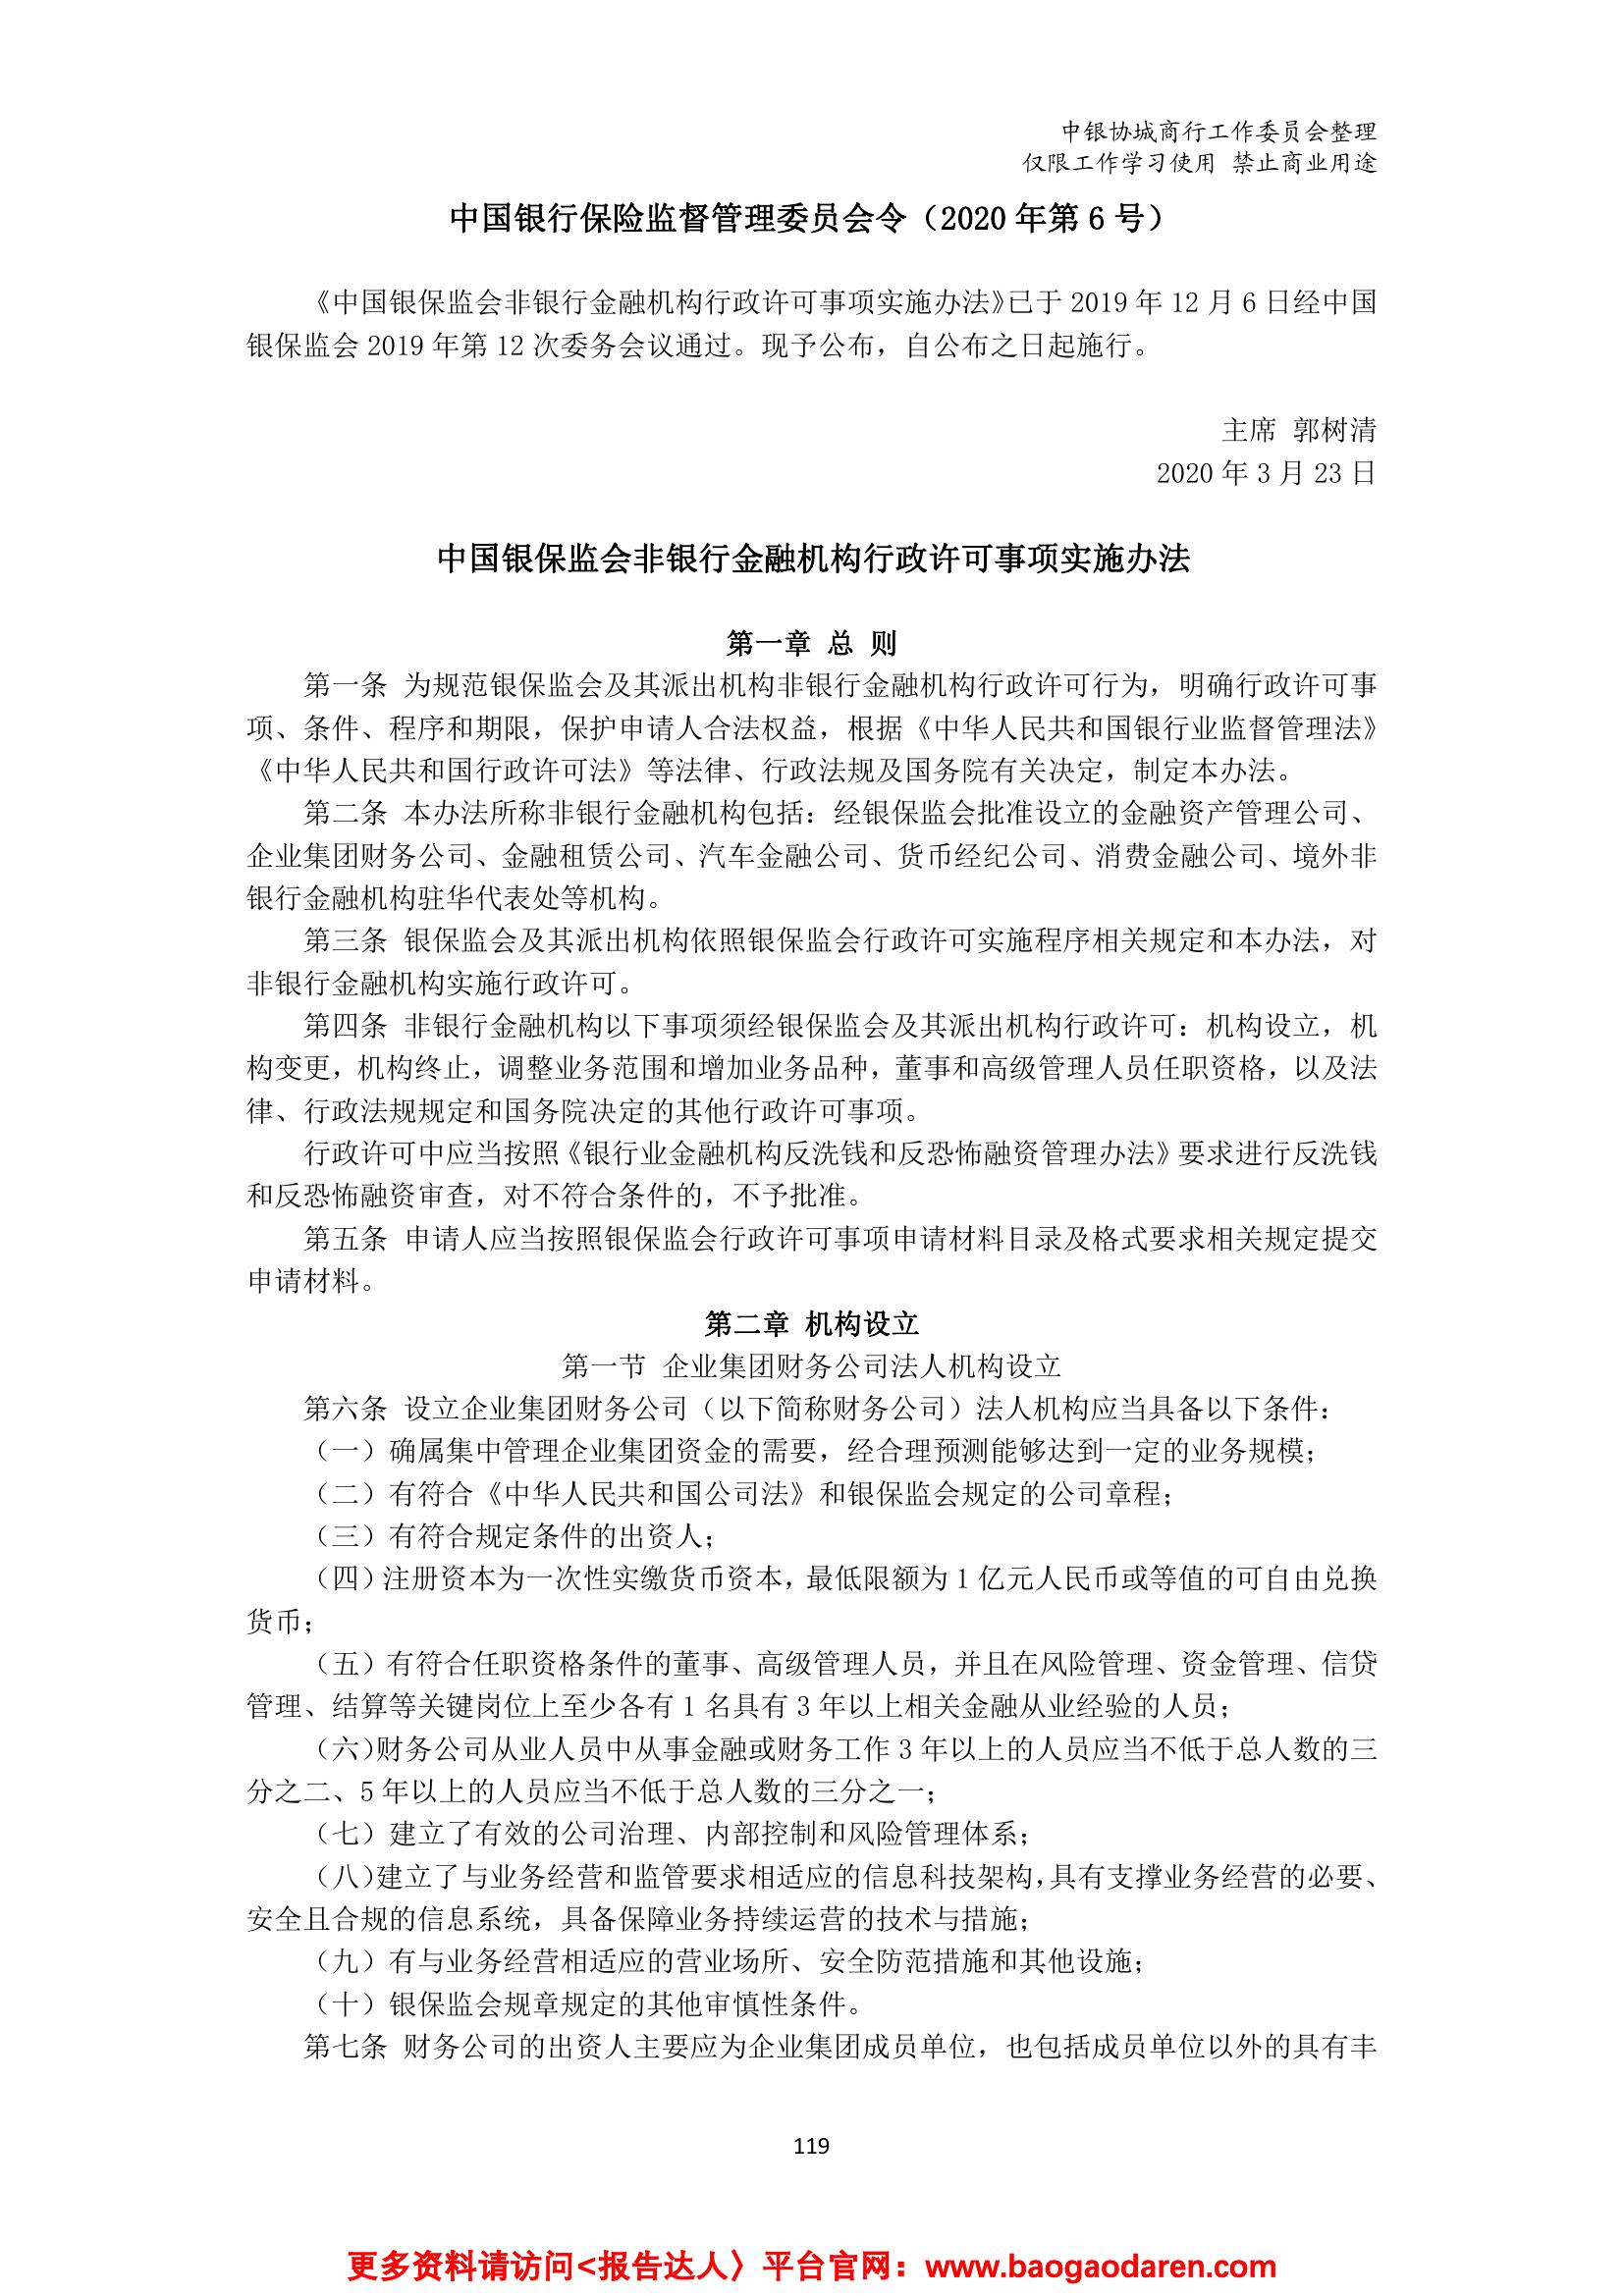 中银协城商行工作委员会整理
仅限工作学习使用 禁止商业用途
中国银行保险监督管理委员会令（2020 年第 6 号）
《中国银保监会非银行金融机构行政许可事项实施办法》已于 2019 年 12 月 6 日经中国
银保监会 2019 年第 12 次委务会议通过。现予公布，自公布之日起施行。
主席 郭树清
2020 年 3 月 23 日
中国银保监会非银行金融机构行政许可事项实施办法
第一章 总 则
第一条 为规范银保监会及其派出机构非银行金融机构行政许可行为，明确行政许可事
项、条件、程序和期限，保护申请人合法权益，根据《中华人民共和国银行业监督管理法》
《中华人民共和国行政许可法》等法律、行政法规及国务院有关决定，制定本办法。
第二条 本办法所称非银行金融机构包括：经银保监会批准设立的金融资产管理公司、
企业集团财务公司、金融租赁公司、汽车金融公司、货币经纪公司、消费金融公司、境外非
银行金融机构驻华代表处等机构。
第三条 银保监会及其派出机构依照银保监会行政许可实施程序相关规定和本办法，对
非银行金融机构实施行政许可。
第四条 非银行金融机构以下事项须经银保监会及其派出机构行政许可：机构设立，机
构变更，机构终止，调整业务范围和增加业务品种，董事和高级管理人员任职资格，以及法
律、行政法规规定和国务院决定的其他行政许可事项。
行政许可中应当按照《银行业金融机构反洗钱和反恐怖融资管理办法》要求进行反洗钱
和反恐怖融资审查，对不符合条件的，不予批准。
第五条 申请人应当按照银保监会行政许可事项申请材料目录及格式要求相关规定提交
申请材料。
第二章 机构设立
第一节 企业集团财务公司法人机构设立
第六条 设立企业集团财务公司（以下简称财务公司）法人机构应当具备以下条件：
（一）确属集中管理企业集团资金的需要，经合理预测能够达到一定的业务规模；
（二）有符合《中华人民共和国公司法》和银保监会规定的公司章程；
（三）有符合规定条件的出资人；
（四）注册资本为一次性实缴货币资本，最低限额为 1 亿元人民币或等值的可自由兑换
货币；
（五）有符合任职资格条件的董事、高级管理人员，并且在风险管理、资金管理、信贷
管理、结算等关键岗位上至少各有 1 名具有 3 年以上相关金融从业经验的人员；
（六）财务公司从业人员中从事金融或财务工作 3 年以上的人员应当不低于总人数的三
分之二、5 年以上的人员应当不低于总人数的三分之一；
（七）建立了有效的公司治理、内部控制和风险管理体系；
（八）建立了与业务经营和监管要求相适应的信息科技架构，具有支撑业务经营的必要、
安全且合规的信息系统，具备保障业务持续运营的技术与措施；
（九）有与业务经营相适应的营业场所、安全防范措施和其他设施；
（十）银保监会规章规定的其他审慎性条件。
第七条 财务公司的出资人主要应为企业集团成员单位，也包括成员单位以外的具有丰
119
更多资料请访问<报告达人〉平台官网：www.baogaodaren.com